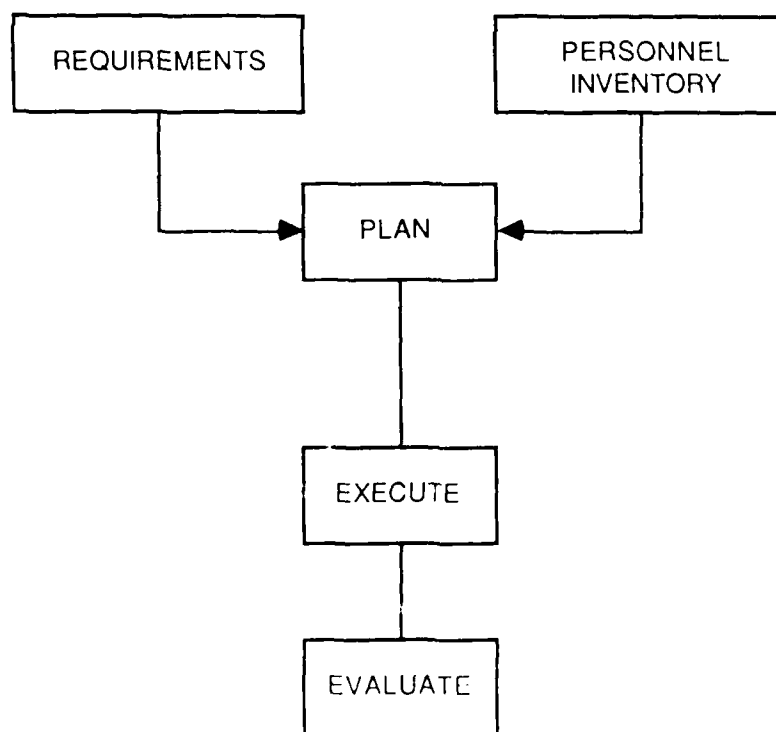 REQUIREMENTS
PERSONNEL
INVENTORY
PLAN
EXECUTE
EVALUATE